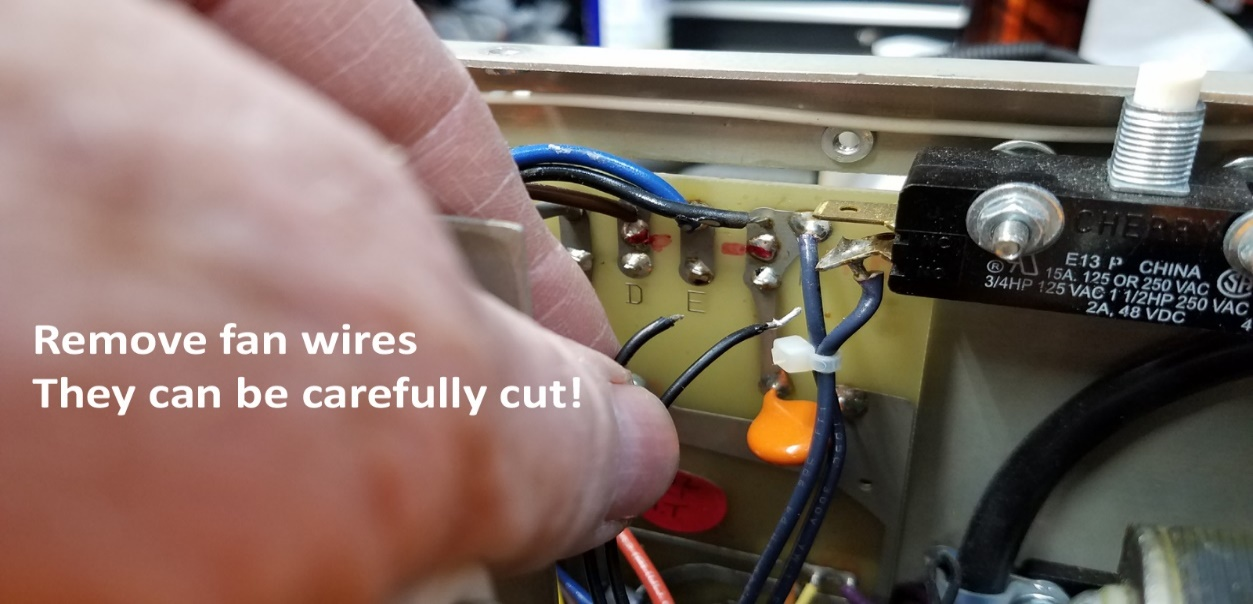 Remove fan wires
They can be carefully cut!
D E
CHERRY
E13 P CHINA
15A. 125 OR 250 VAC
3/4HP 125 VAC 1 1/2HP 250 VAC
2A, 48 VDC